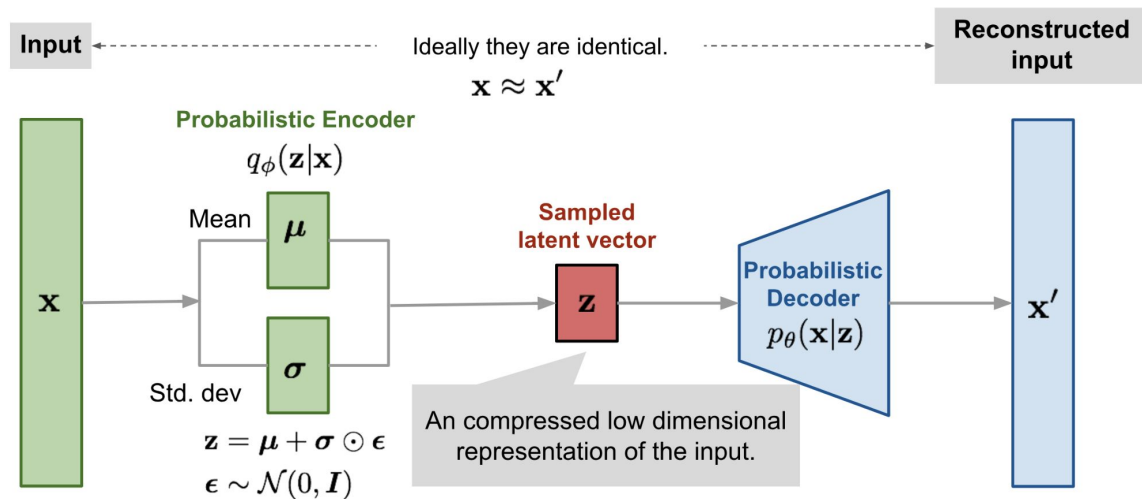 Input
Ideally they are identical.
x ≈ x′
Reconstructed
input
Probabilistic Encoder
qϕ(z|x)
Mean
μ
Sampled
latent vector
x
z
Probabilistic
Decoder
pθ(x|z)
x′
σ
Std. dev
z = μ + σ ⊙ ϵ
ϵ ∼ 𝒩(0, I)
An compressed low dimensional
representation of the input.